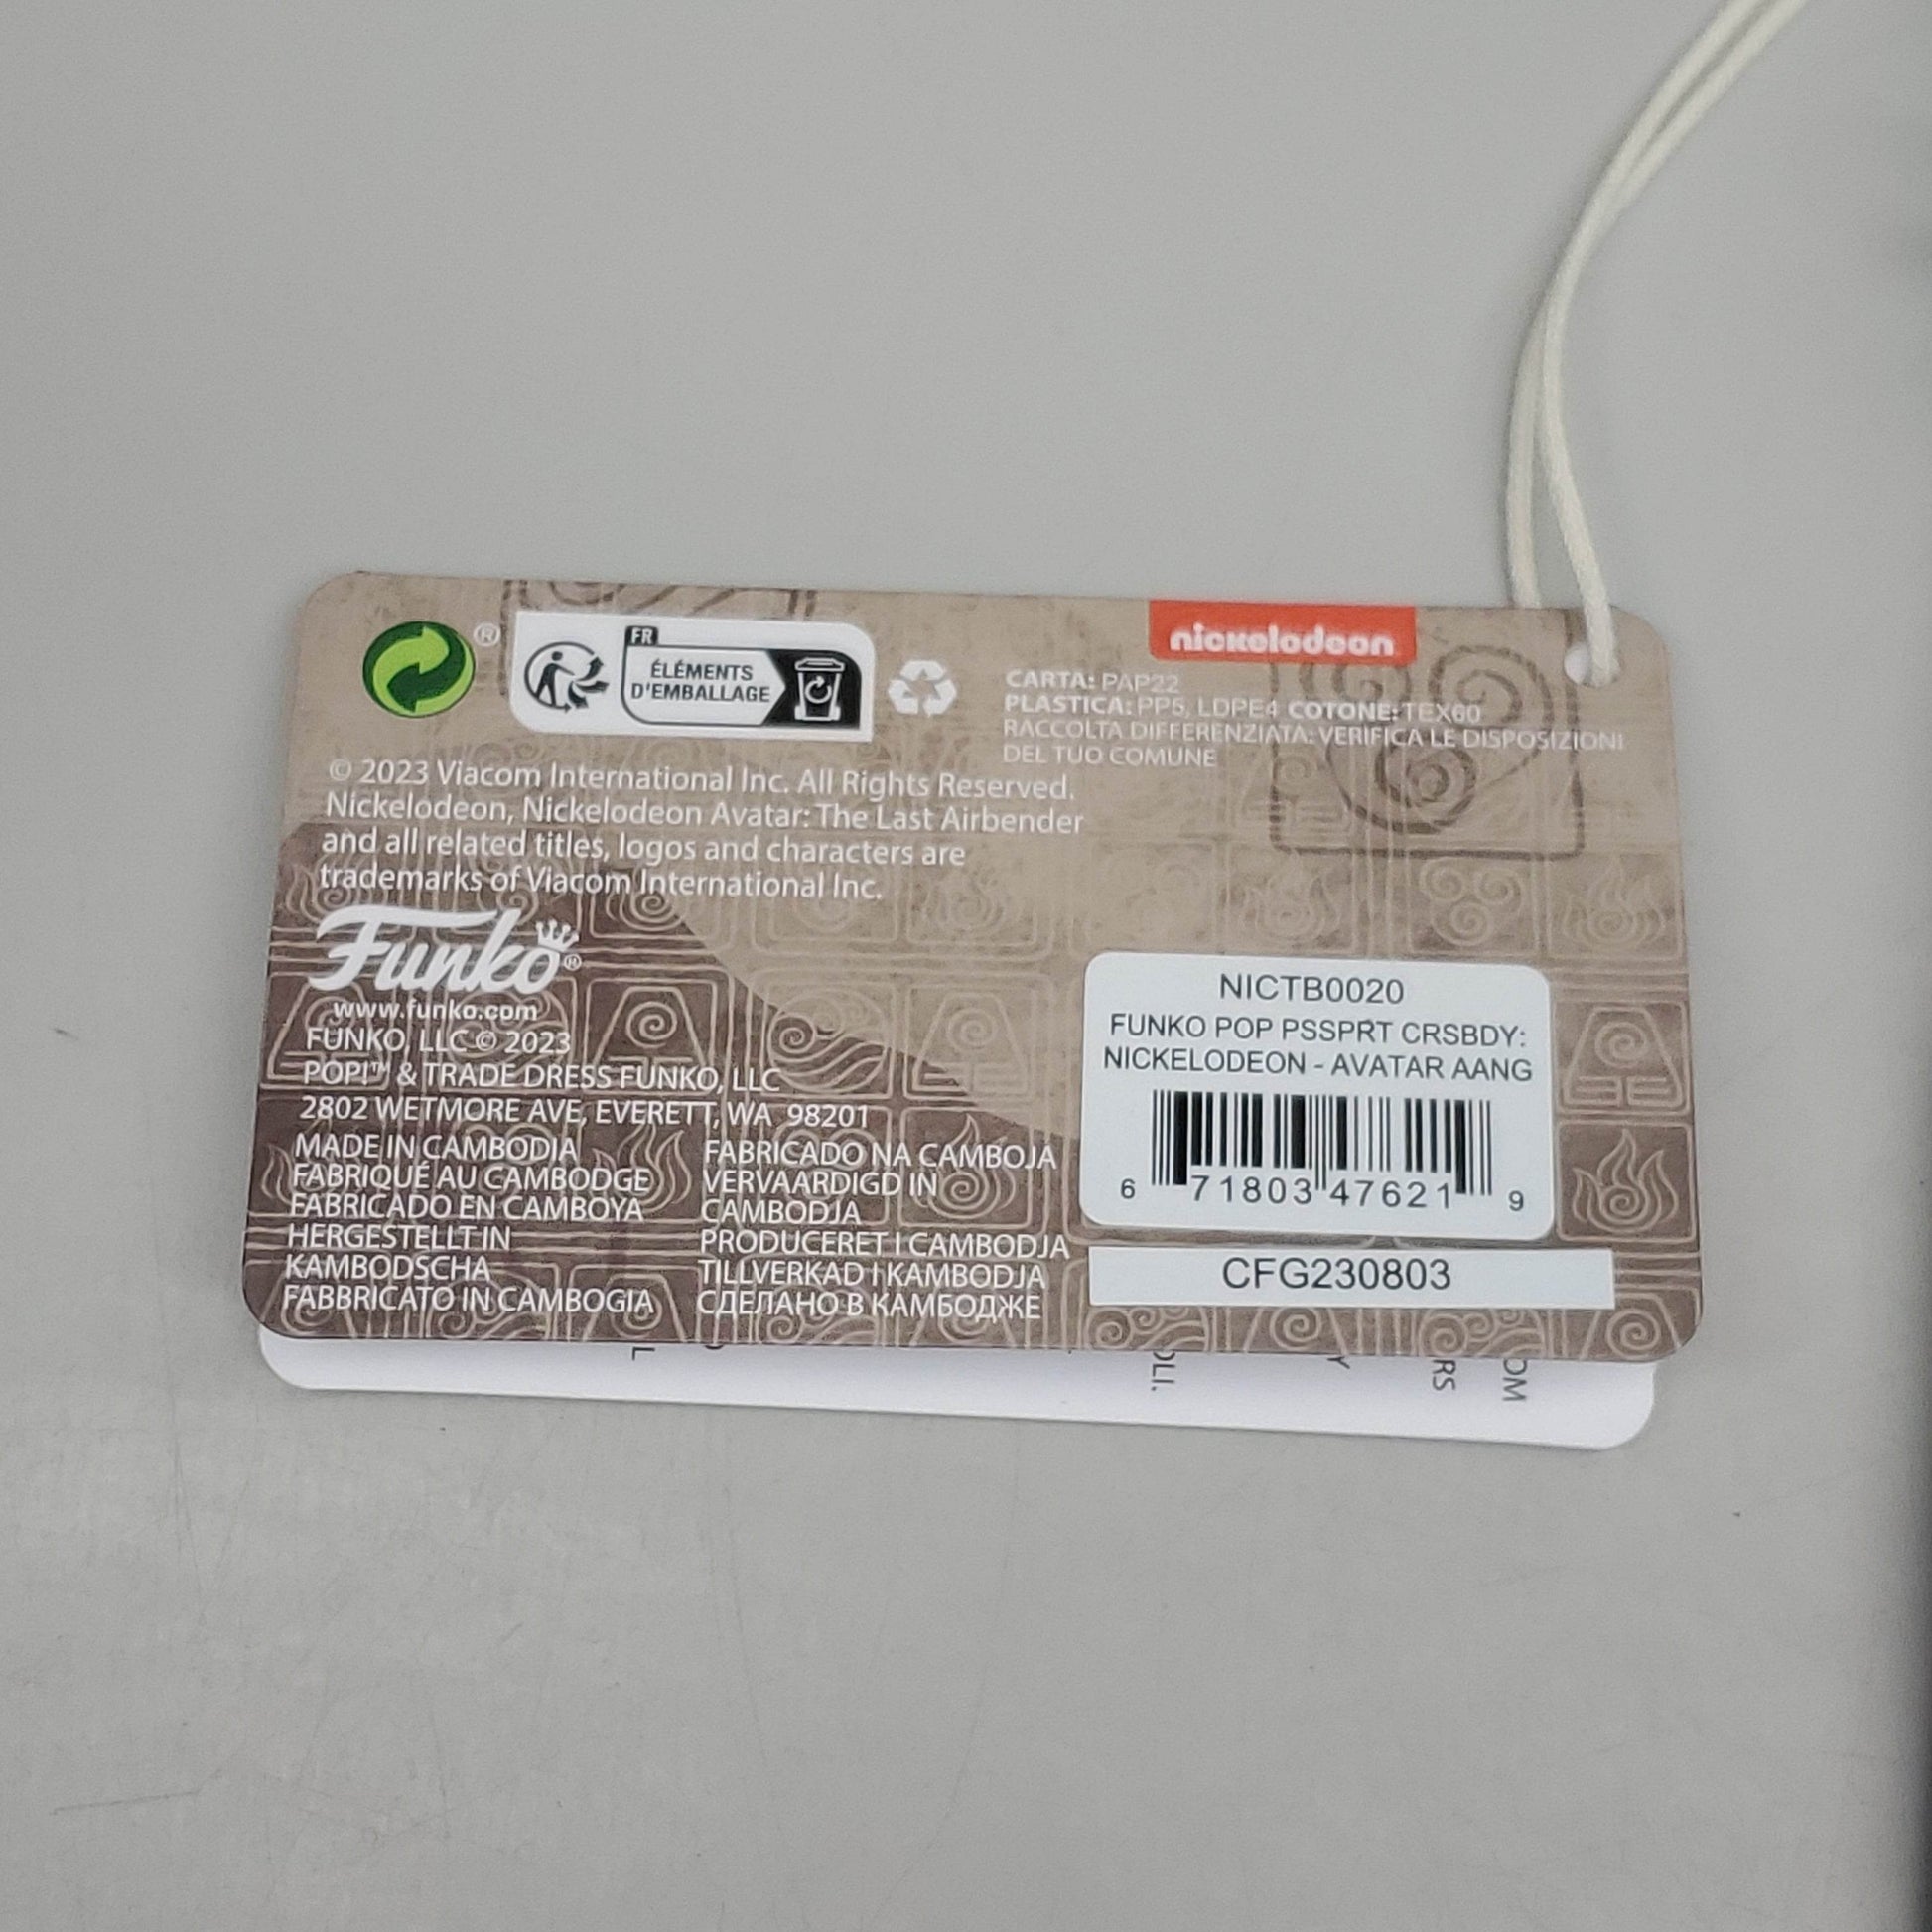 ®
FR
ÉLÉMENTS
D'EMBALLAGE
nickelodeon
CARTA: PAP22
PLASTICA: PP5, LDPE4 COTONE: TEX60
RACCOLTA DIFFERENZIATA: VERIFICA LE DISPOSIZIONI
DEL TUO COMUNE
© 2023 Viacom International Inc. All Rights Reserved.
Nickelodeon, Nickelodeon Avatar: The Last Airbender
and all related titles, logos and characters are
trademarks of Viacom International Inc.
Funko®
www.funko.com
FUNKO, LLC © 2023
POP!™ & TRADE DRESS FUNKO, LLC
2802 WETMORE AVE, EVERETT, WA 98201
MADE IN CAMBODIA
FABRIQUÉ AU CAMBODGE
FABRICADO EN CAMBOYA
HERGESTELLT IN
KAMBODSCHA
FABBRICATO IN CAMBOGIA
FABRICADO NA CAMBOJA
VERVAARDIGD IN
CAMBODJA
PRODUCERET I CAMBODJA
TILLVERKAD I KAMBODJA
СДЕЛАНО В КАМБОДЖЕ
NICTB0020
FUNKO POP PSSPRT CRSBDY:
NICKELODEON - AVATAR AANG
6 71803 47621 9
CFG230803